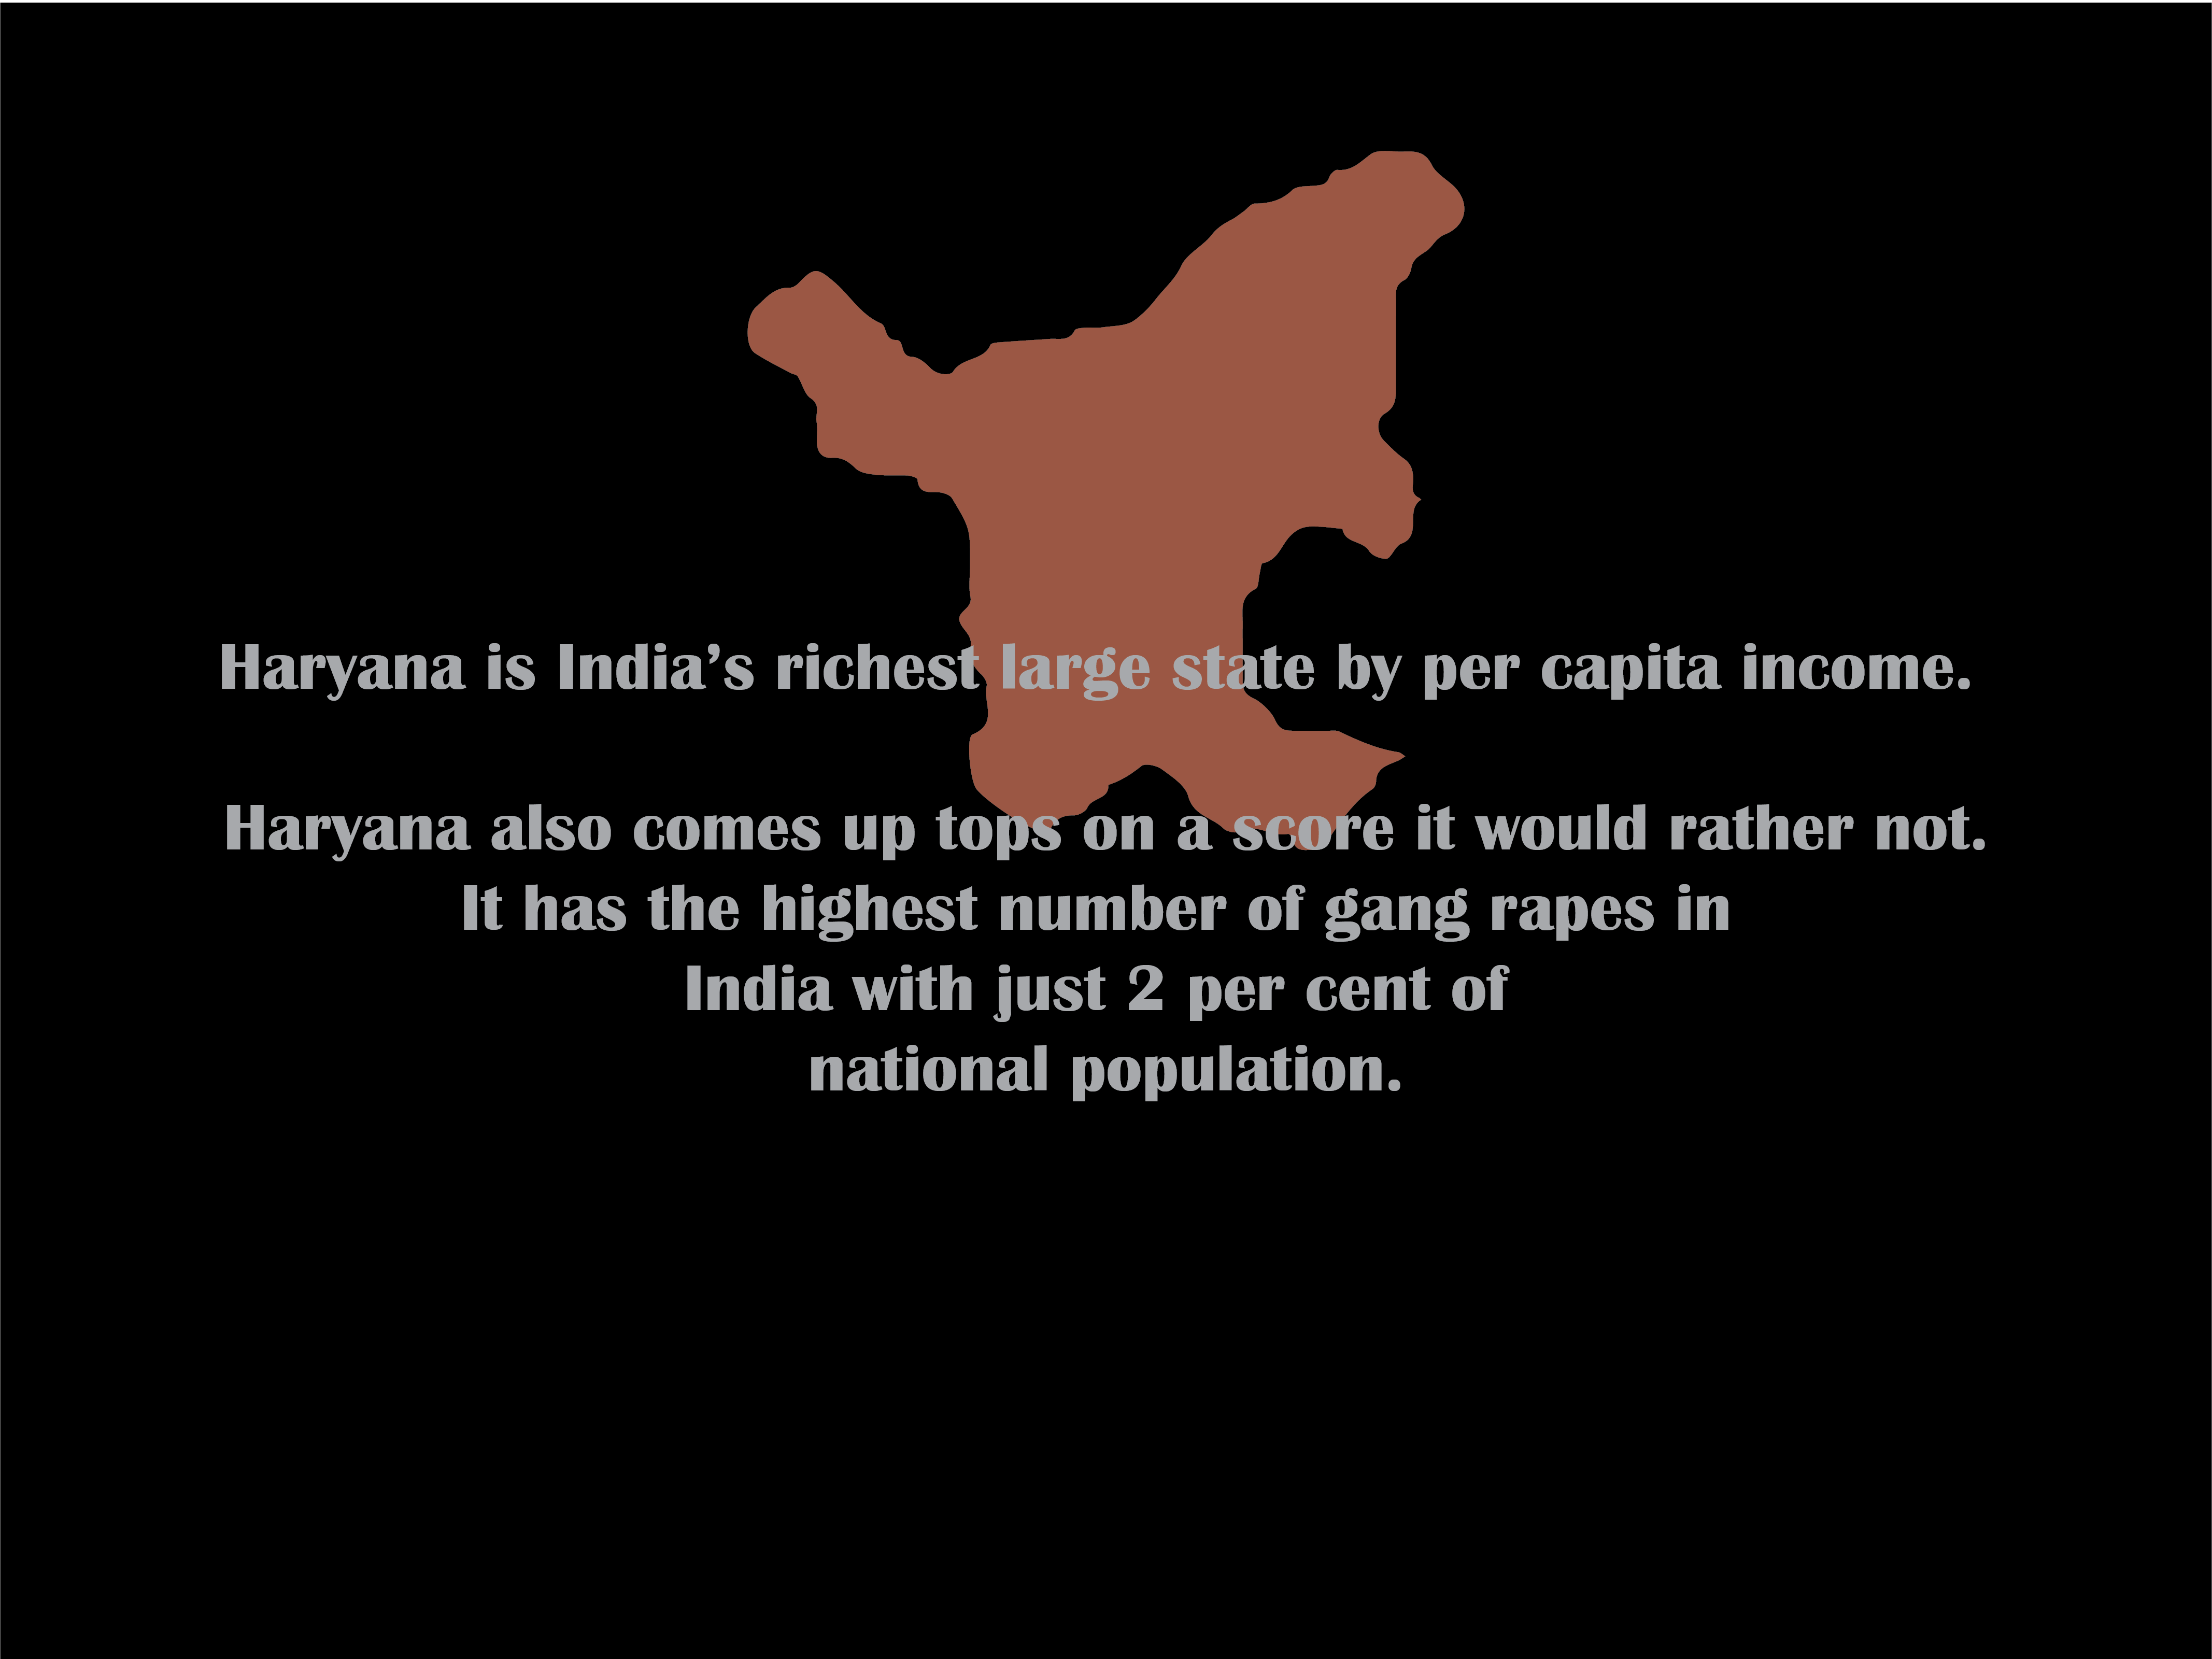 Haryana is India’s richest large state by per capita income.
Haryana also comes up tops on a score it would rather not.
It has the highest number of gang rapes in
India with just 2 per cent of
national population.